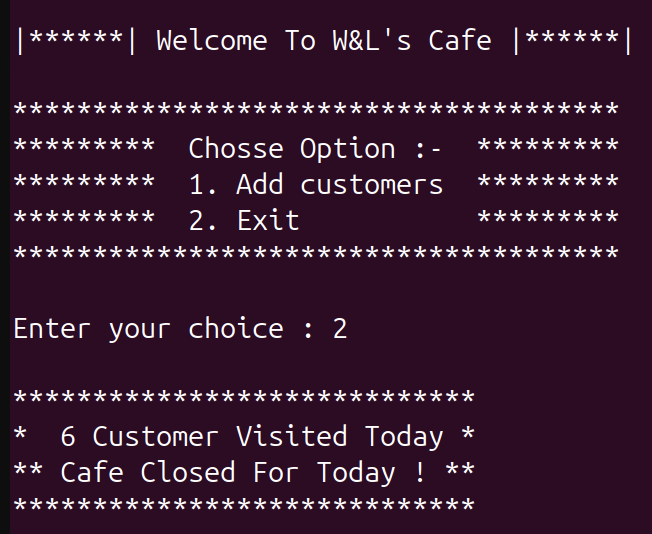 |******| Welcome To W&L's Cafe |******|
**************************************
*********  Chosse Option :-  *********
*********  1. Add customers  *********
*********  2. Exit           *********
**************************************
Enter your choice : 2
*****************************
*  6 Customer Visited Today *
** Cafe Closed For Today ! **
*****************************